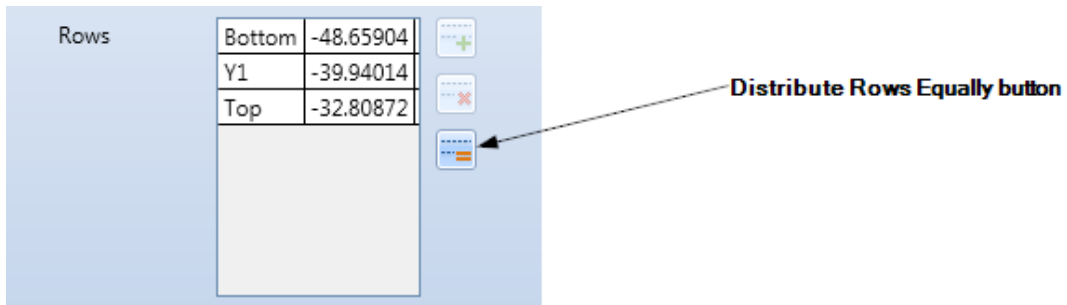 Rows
Bottom -48.65904
Y1 -39.94014
Top -32.80872
Distribute Rows Equally button